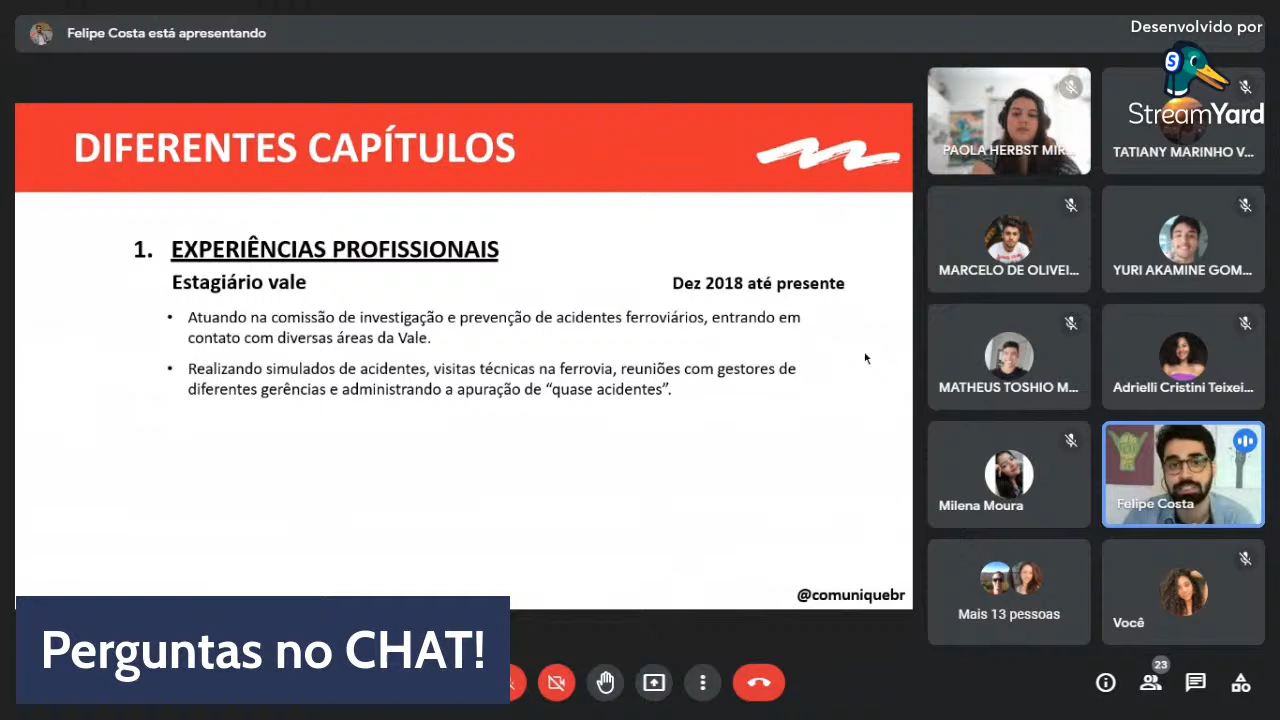 Felipe Costa está apresentando
Desenvolvido por
StreamYard
DIFERENTES CAPÍTULOS
1. EXPERIÊNCIAS PROFISSIONAIS
Estagiário vale
Dez 2018 até presente
• Atuando na comissão de investigação e prevenção de acidentes ferroviários, entrando em
contato com diversas áreas da Vale.
• Realizando simulados de acidentes, visitas técnicas na ferrovia, reuniões com gestores de
diferentes gerências e administrando a apuração de “quase acidentes”.
@comuniquebr
Perguntas no CHAT!
PAOLA HERBST MIR...
TATIANY MARINHO V...
MARCELO DE OLIVEI...
YURI AKAMINE GOM...
MATHEUS TOSHIO M...
Adrielli Cristini Teixei...
Milena Moura
Felipe Costa
Mais 13 pessoas
Você
23